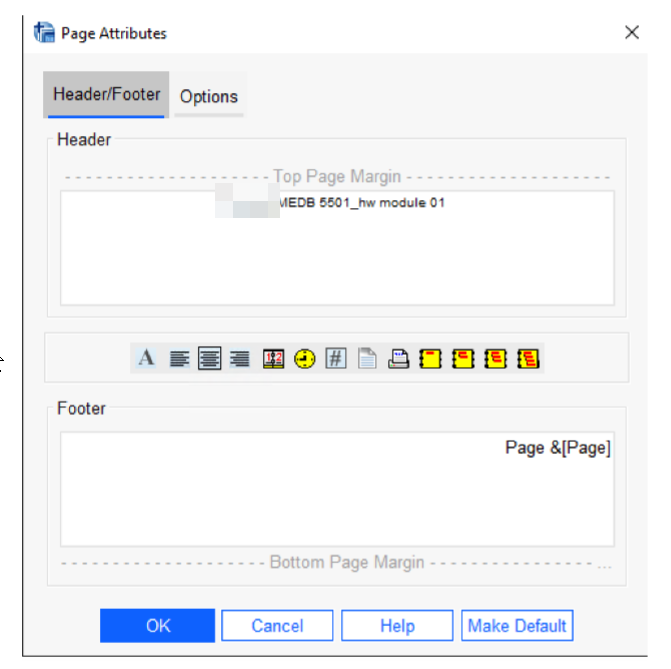 Page Attributes
Header/Footer
Options
Header
Top Page Margin
MEDB 5501_hw module 01
A
#
Footer
Page &[Page]
Bottom Page Margin
...
OK
Cancel
Help
Make Default